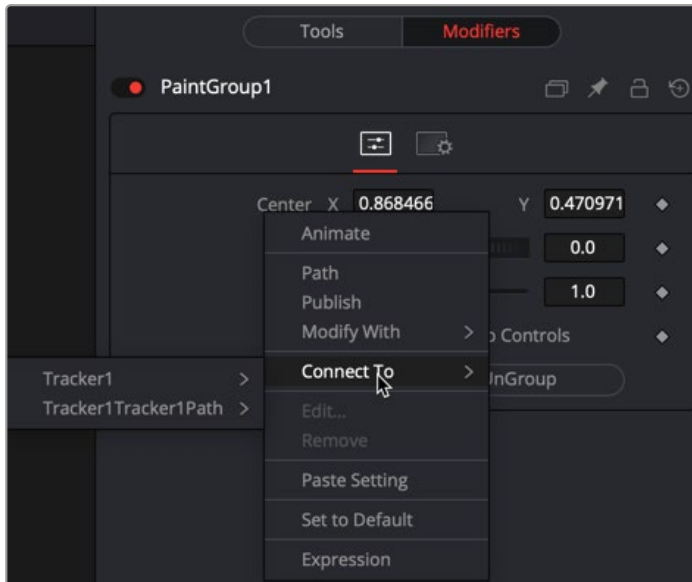 Tools Modifiers
PaintGroup1
Center X 0.868466 Y 0.470971
Animate
0.0
Path
Publish
1.0
Modify With >
Controls
Connect To >
UnGroup
Tracker1 >
Tracker1Tracker1Path >
Edit...
Remove
Paste Setting
Set to Default
Expression